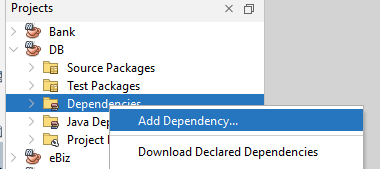 Projects
Bank
DB
Source Packages
Test Packages
Dependencies
Add Dependency...
Java Dep
Project
Download Declared Dependencies
eBiz